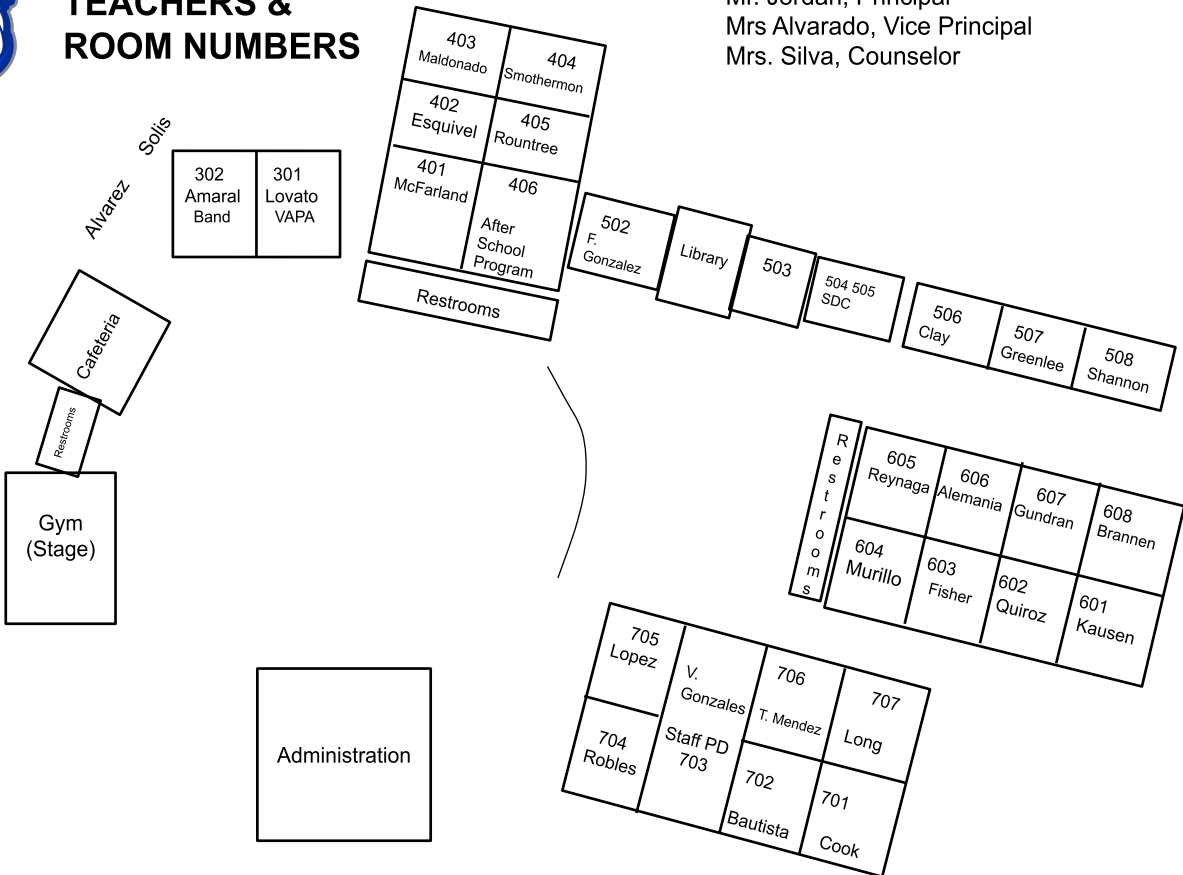 TEACHERS &
ROOM NUMBERS
Mr. Jordan, Principal
Mrs Alvarado, Vice Principal
Mrs. Silva, Counselor
403
Maldonado
404
Smothermon
402
Esquivel
405
Rountree
401
McFarland
406
After
School
Program
Restrooms
Solis
Alvarez
302
Amaral
Band
301
Lovato
VAPA
502
F.
Gonzalez
Library
503
504 505
SDC
506
Clay
507
Greenlee
508
Shannon
Cafeteria
Restrooms
Gym
(Stage)
Restrooms
605
Reynaga
606
Alemania
607
Gundran
608
Brannen
604
Murillo
603
Fisher
602
Quiroz
601
Kausen
705
Lopez
V.
Gonzales
Staff PD
703
706
T. Mendez
707
Long
704
Robles
702
Bautista
701
Cook
Administration